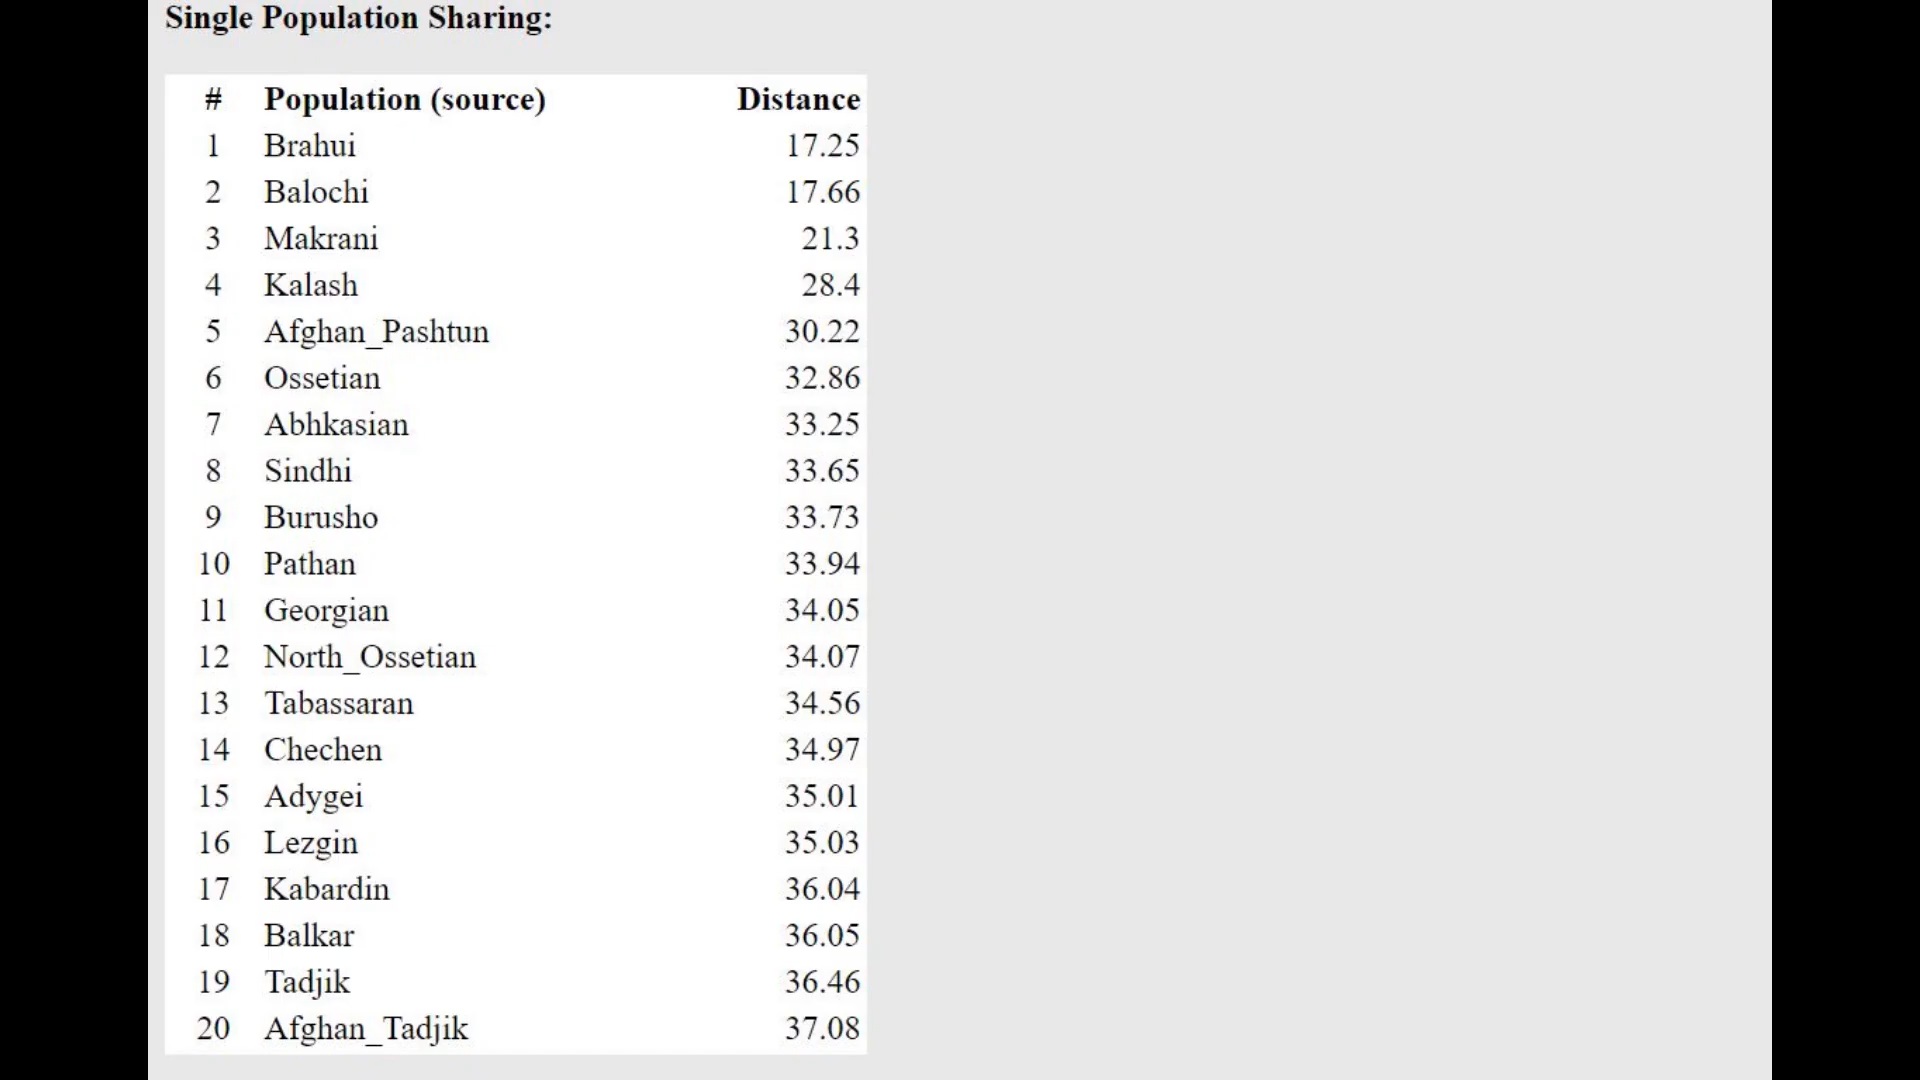 Single Population Sharing:
# Population (source) Distance
1 Brahui 17.25
2 Balochi 17.66
3 Makrani 21.3
4 Kalash 28.4
5 Afghan_Pashtun 30.22
6 Ossetian 32.86
7 Abhkasian 33.25
8 Sindhi 33.65
9 Burusho 33.73
10 Pathan 33.94
11 Georgian 34.05
12 North_Ossetian 34.07
13 Tabassaran 34.56
14 Chechen 34.97
15 Adygei 35.01
16 Lezgin 35.03
17 Kabardin 36.04
18 Balkar 36.05
19 Tadjik 36.46
20 Afghan_Tadjik 37.08